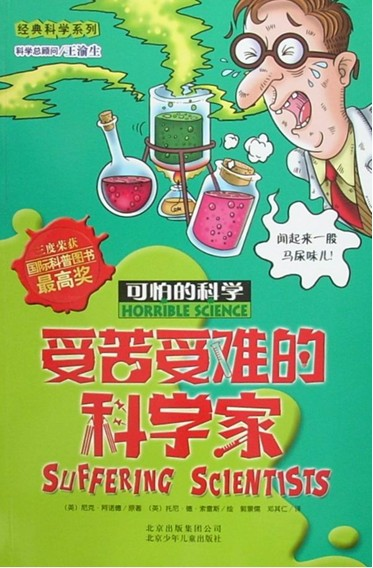 经典科学系列
科学总顾问/王渝生
闻起来一股
马尿味儿!
三度荣获
国际科普图书
最高奖
可怕的科学
HORRIBLE SCIENCE
受苦受难的
科学家
SUFFERING SCIENTISTS
(英)尼克·阿诺德/原著 (英)托尼·德·索雷斯/绘 郭景儒 邓其仁/译
北京出版集团公司
北京少年儿童出版社